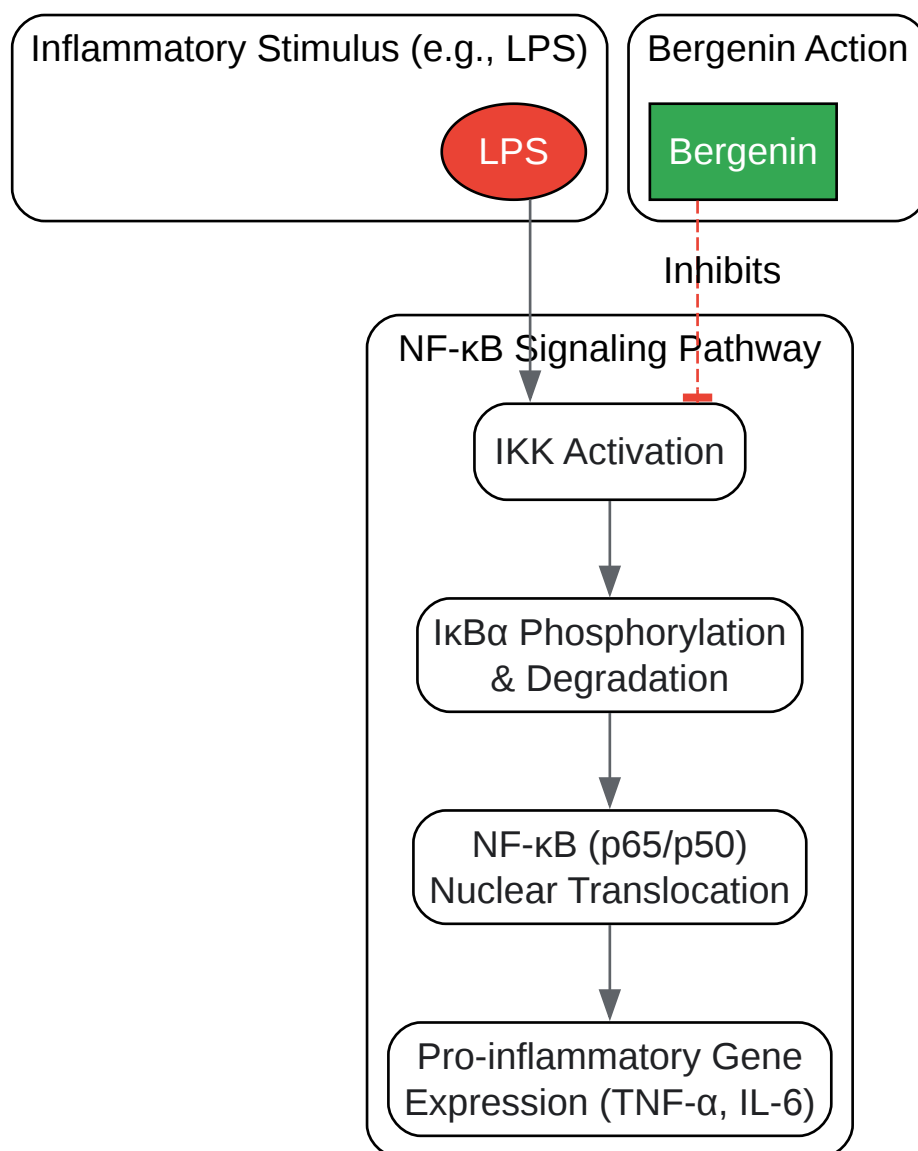 Inflammatory Stimulus (e.g., LPS)
Bergenin Action
LPS
Bergenin
Inhibits
NF-κB Signaling Pathway
IKK Activation
IκBα Phosphorylation
& Degradation
NF-κB (p65/p50)
Nuclear Translocation
Pro-inflammatory Gene
Expression (TNF-α, IL-6)